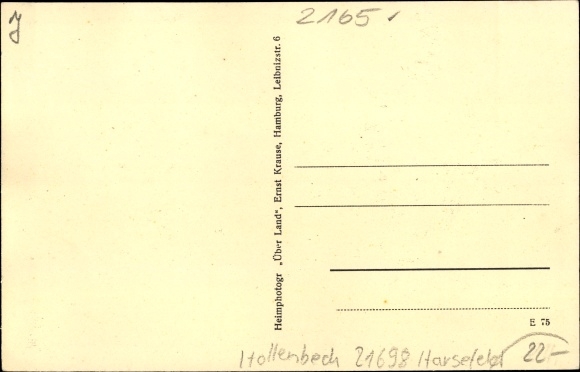 J
2165
Heimphotogr „Über Land“, Ernst Krause, Hamburg, Leibnizstr. 6
E 75
Hollenbeck 21698 Harsefeld
22-